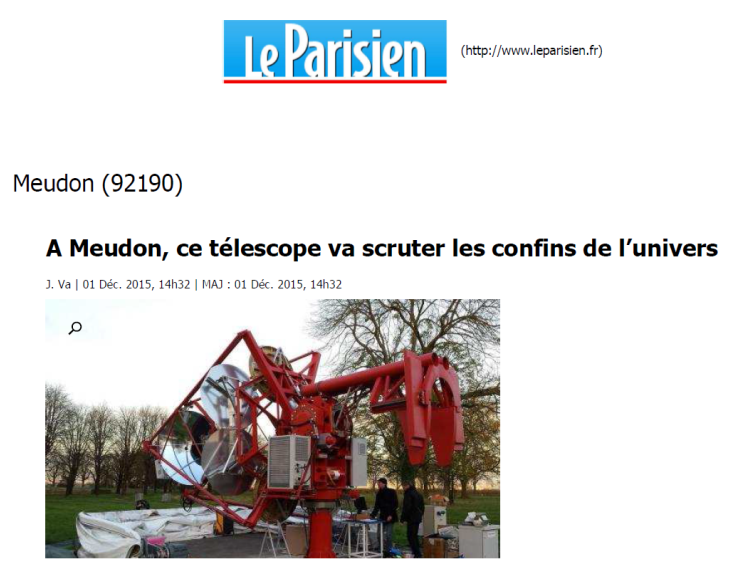 Le Parisien (http://www.leparisien.fr)
Meudon (92190)
A Meudon, ce télescope va scruter les confins de l’univers
J. Va | 01 Déc. 2015, 14h32 | MAJ : 01 Déc. 2015, 14h32